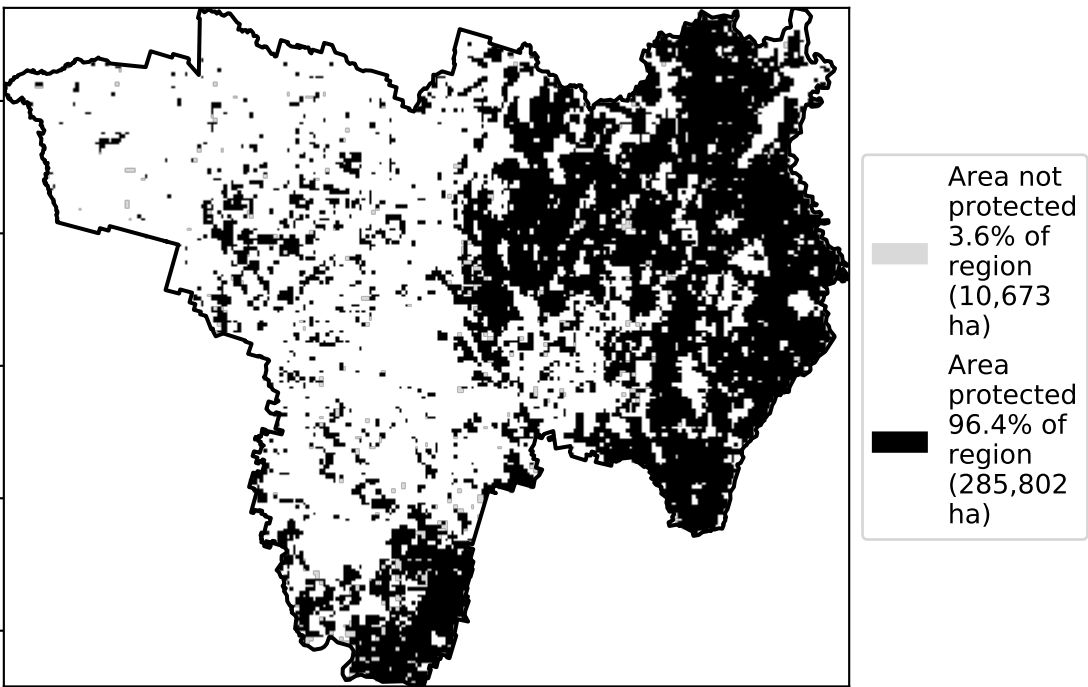 Area not
protected
3.6% of
region
(10,673
ha)
Area
protected
96.4% of
region
(285,802
ha)